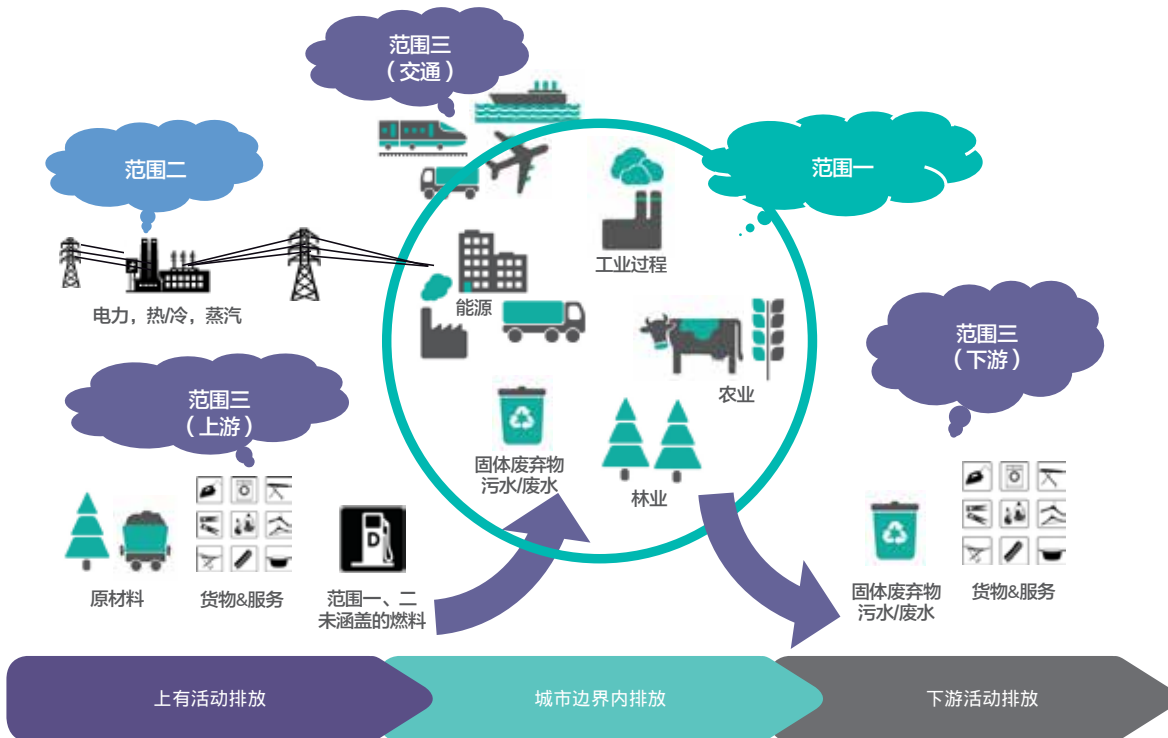 范围三
（交通）
范围二
范围一
工业过程
能源
电力，热/冷，蒸汽
范围三
（下游）
范围三
（上游）
农业
固体废弃物
污水/废水
林业
D
原材料
货物&服务
范围一、二
未涵盖的燃料
固体废弃物
污水/废水
货物&服务
上有活动排放
城市边界内排放
下游活动排放